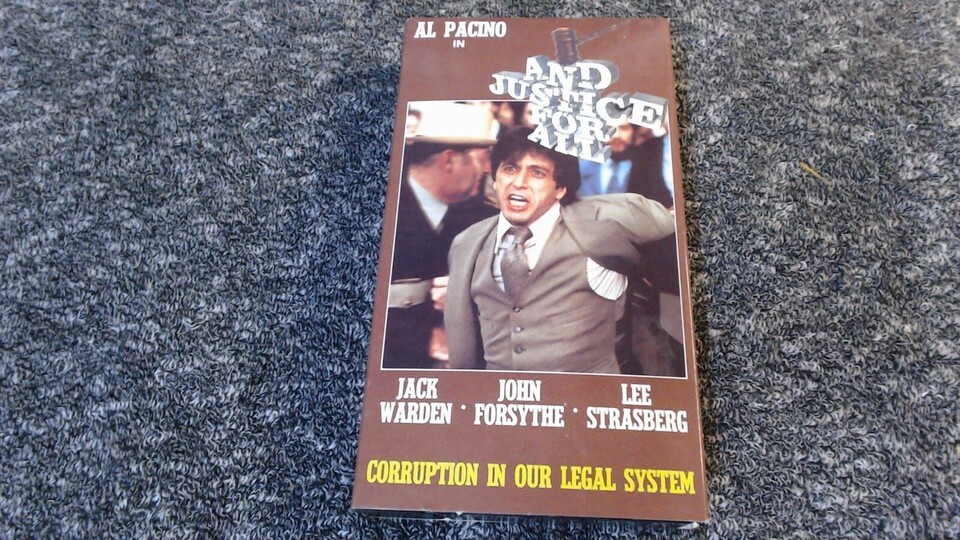 AL PACINO
IN
AND
JUSTICE
FOR
ALL
JACK WARDEN · JOHN FORSYTHE · LEE STRASBERG
CORRUPTION IN OUR LEGAL SYSTEM